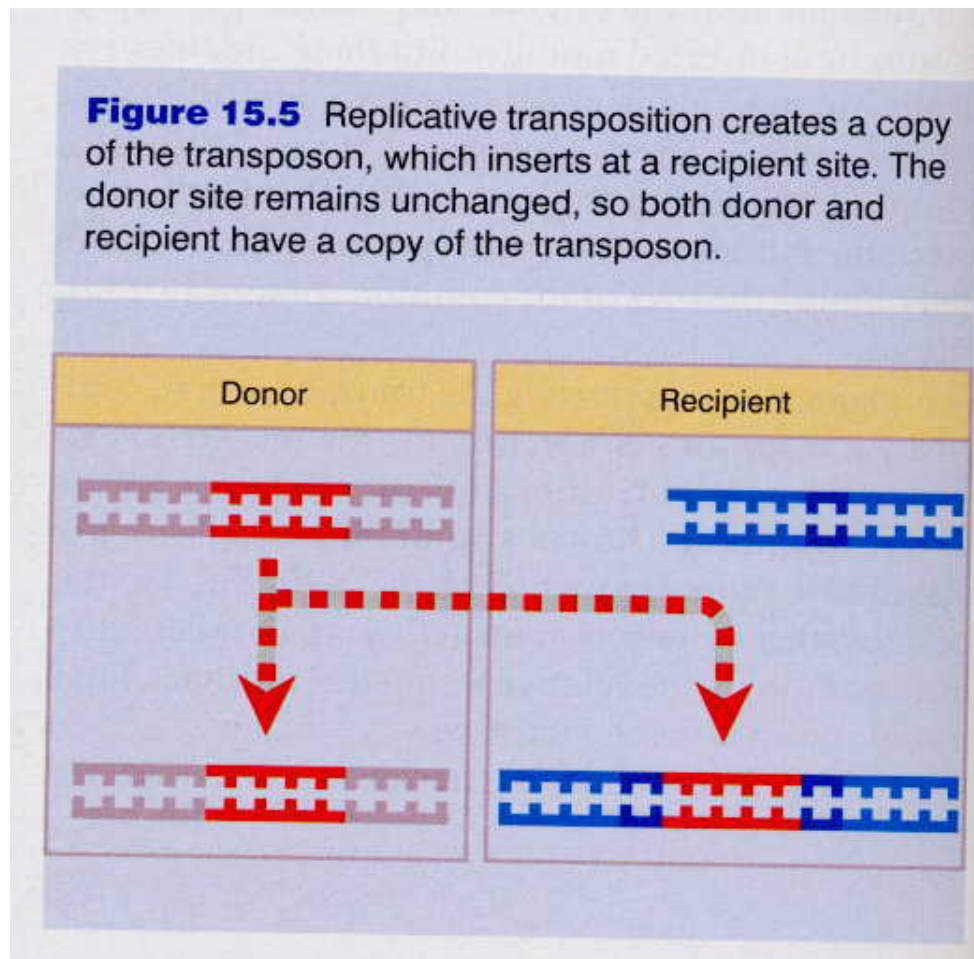 Figure 15.5 Replicative transposition creates a copy
of the transposon, which inserts at a recipient site. The
donor site remains unchanged, so both donor and
recipient have a copy of the transposon.
Donor
Recipient